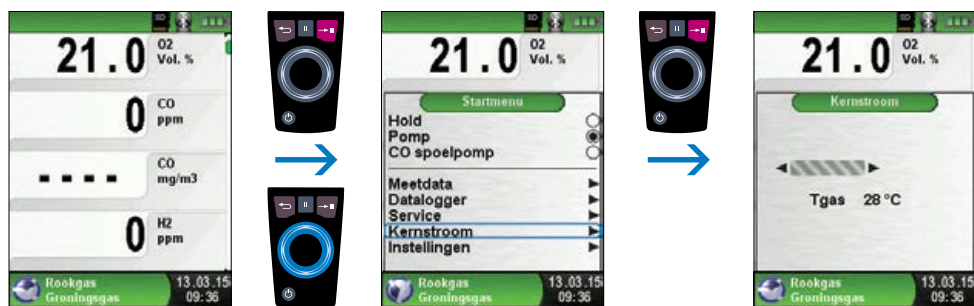 21.0 O2 Vol. %
0 CO ppm
- - - - CO mg/m3
0 H2 ppm
Rookgas 13.03.15
Groningsgas 09:36
21.0 O2 Vol. %
Startmenu
Hold
Pomp
CO spoelpomp
Meetdata
Datalogger
Service
Kernstroom
Instellingen
Rookgas 13.03.15
Groningsgas 09:36
21.0 O2 Vol. %
Kernstroom
Tgas 28 °C
Rookgas 13.03.15
Groningsgas 09:36